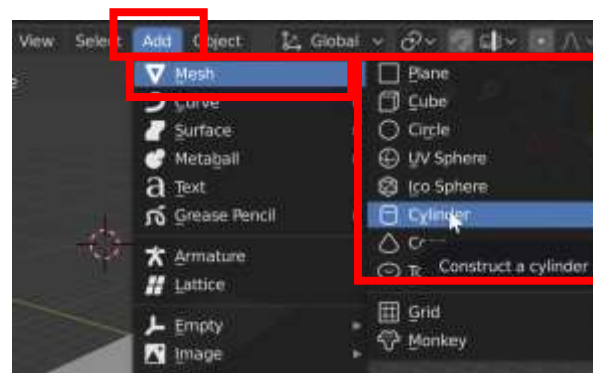 View Select Add Object Global
Mesh
Curve
Surface
Metaball
Text
Grease Pencil
Armature
Lattice
Empty
Image
Plane
Cube
Circle
UV Sphere
Ico Sphere
Cylinder
Construct a cylinder
Grid
Monkey